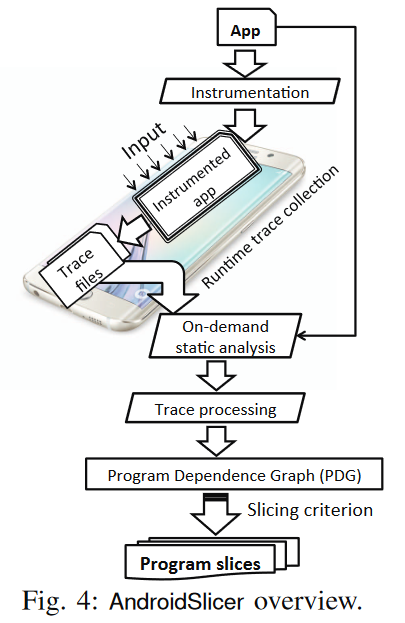 App
Instrumentation
Input
Instrumented
app
Runtime trace collection
Trace
files
On-demand
static analysis
Trace processing
Program Dependence Graph (PDG)
Slicing criterion
Program slices
Fig. 4: AndroidSlicer overview.